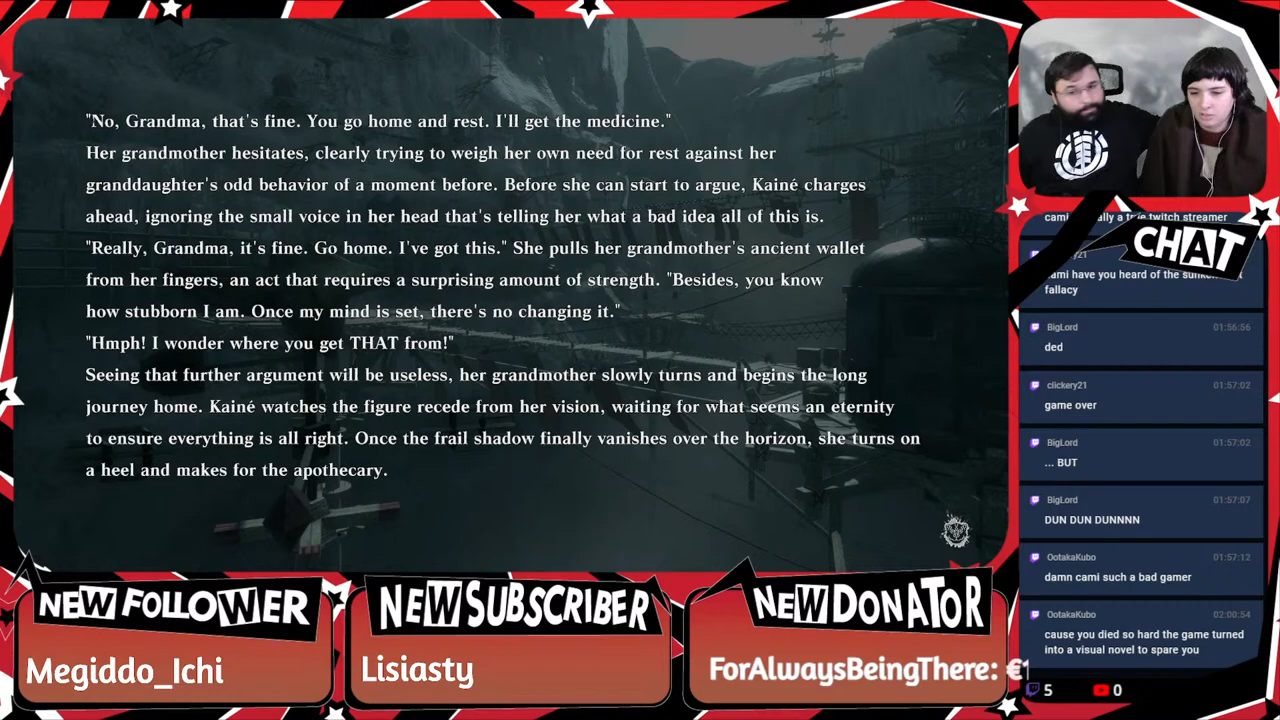 "No, Grandma, that's fine. You go home and rest. I'll get the medicine."
Her grandmother hesitates, clearly trying to weigh her own need for rest against her
granddaughter's odd behavior of a moment before. Before she can start to argue, Kainé charges
ahead, ignoring the small voice in her head that's telling her what a bad idea all of this is.
"Really, Grandma, it's fine. Go home. I've got this." She pulls her grandmother's ancient wallet
from her fingers, an act that requires a surprising amount of strength. "Besides, you know
how stubborn I am. Once my mind is set, there's no changing it."
"Hmph! I wonder where you get THAT from!"
Seeing that further argument will be useless, her grandmother slowly turns and begins the long
journey home. Kainé watches the figure recede from her vision, waiting for what seems an eternity
to ensure everything is all right. Once the frail shadow finally vanishes over the horizon, she turns on
a heel and makes for the apothecary.
element
CHAT
a true twitch streamer
have you heard of the
fallacy
BigLord 01:56:56
ded
clickery21 01:57:02
game over
BigLord 01:57:02
... BUT
BigLord 01:57:07
DUN DUN DUNNNN
OotakaKubo 01:57:12
damn cami such a bad gamer
OotakaKubo 02:00:54
cause you died so hard the game turned
into a visual novel to spare you
5 0
NEW FOLLOWER
Megiddo_Ichi
NEW SUBSCRIBER
Lisiasty
NEW DONATOR
ForAlwaysBeingThere: €